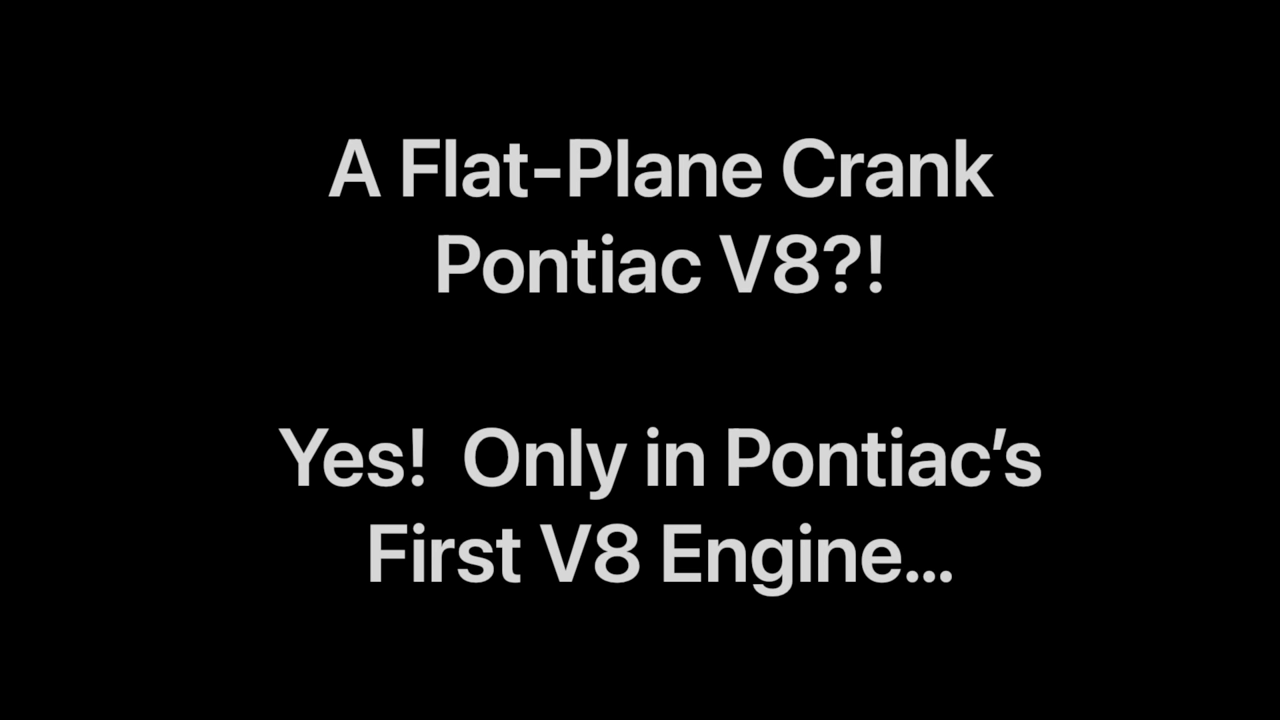 A Flat-Plane Crank
Pontiac V8?!
Yes!  Only in Pontiac’s
First V8 Engine...